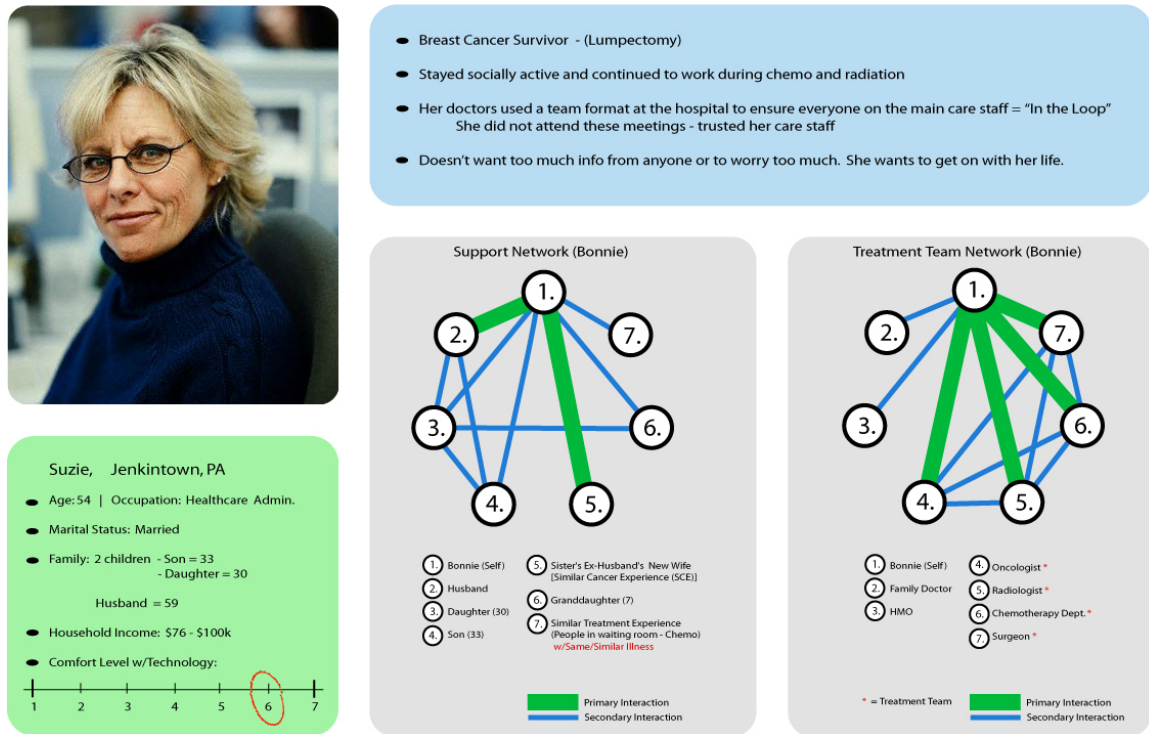 Breast Cancer Survivor - (Lumpectomy)
Stayed socially active and continued to work during chemo and radiation
Her doctors used a team format at the hospital to ensure everyone on the main care staff = “In the Loop”
She did not attend these meetings - trusted her care staff
Doesn't want too much info from anyone or to worry too much. She wants to get on with her life.
Suzie, Jenkintown, PA
Age: 54 | Occupation: Healthcare Admin.
Marital Status: Married
Family: 2 children - Son = 33
- Daughter = 30
Husband = 59
Household Income: $76 - $100k
Comfort Level w/Technology:
1 2 3 4 5 6 7
Support Network (Bonnie)
1.
2.
7.
3.
6.
4.
5.
1. Bonnie (Self)
2. Husband
3. Daughter (30)
4. Son (33)
5. Sister's Ex-Husband's New Wife
[Similar Cancer Experience (SCE)]
6. Granddaughter (7)
7. Similar Treatment Experience
(People in waiting room - Chemo)
w/Same/Similar Illness
Primary Interaction
Secondary Interaction
Treatment Team Network (Bonnie)
1.
2.
7.
3.
6.
4.
5.
1. Bonnie (Self)
2. Family Doctor
3. HMO
4. Oncologist *
5. Radiologist *
6. Chemotherapy Dept. *
7. Surgeon *
* = Treatment Team
Primary Interaction
Secondary Interaction